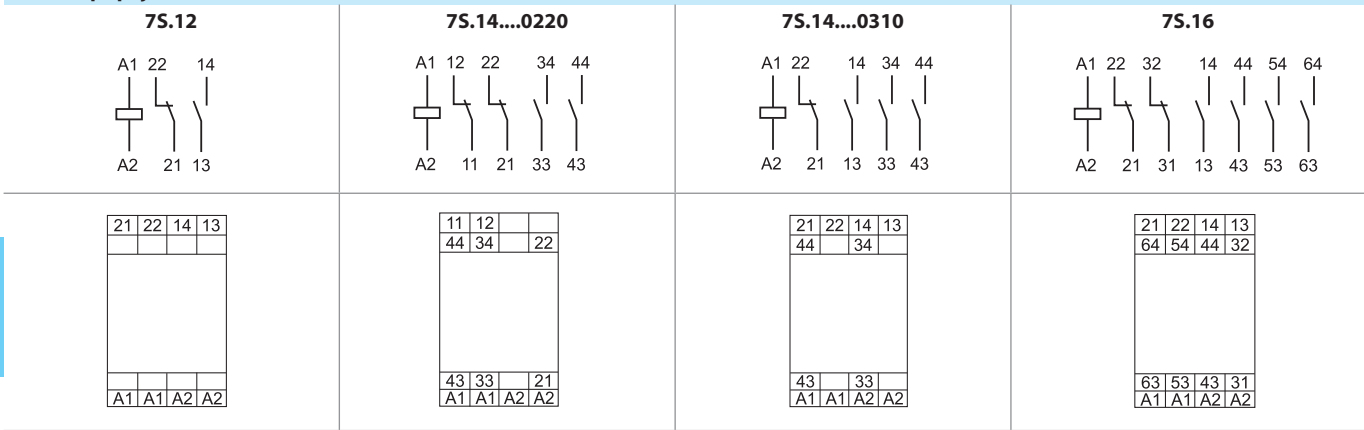 7S.12
7S.14....0220
7S.14....0310
7S.16
A1 22 14
A2 21 13
A1 12 22 34 44
A2 11 21 33 43
A1 22 14 34 44
A2 21 13 33 43
A1 22 32 14 44 54 64
A2 21 31 13 43 53 63
21 22 14 13
A1 A1 A2 A2
11 12
44 34 22
43 33 21
A1 A1 A2 A2
21 22 14 13
44 34
43 33
A1 A1 A2 A2
21 22 14 13
64 54 44 32
63 53 43 31
A1 A1 A2 A2